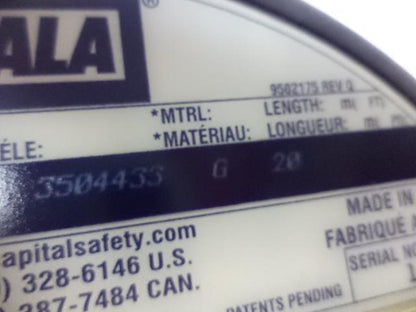 ALA ®
9502175 REV Q
*MTRL: LENGTH: m( FT)
ÈLE: *MATÉRIAU: LONGUEUR: m(
3504433 G 20
apitalsafety.com MADE IN
) 328-6146 U.S. FABRIQUÉ A
) 387-7484 CAN. SERIAL N
PATENTS PENDING